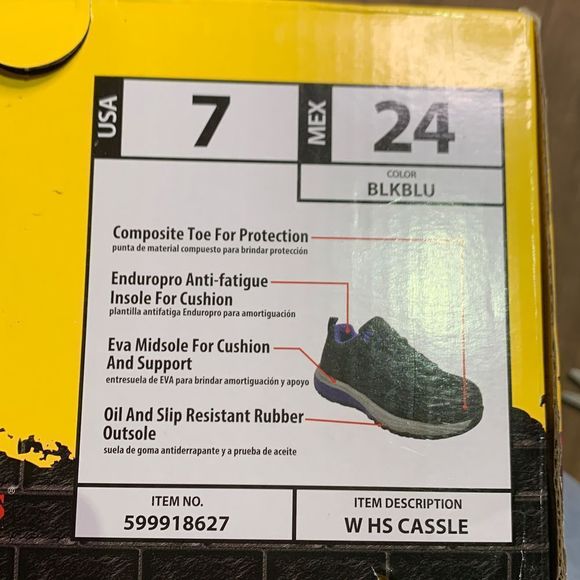 USA
7
MEX
24
COLOR
BLKBLU
Composite Toe For Protection
punta de material compuesto para brindar protección
Enduropro Anti-fatigue
Insole For Cushion
plantilla antifatiga Enduropro para amortiguación
Eva Midsole For Cushion
And Support
entresuela de EVA para brindar amortiguación y apoyo
Oil And Slip Resistant Rubber
Outsole
suela de goma antiderrapante y a prueba de aceite
ITEM NO.
599918627
ITEM DESCRIPTION
W HS CASSLE